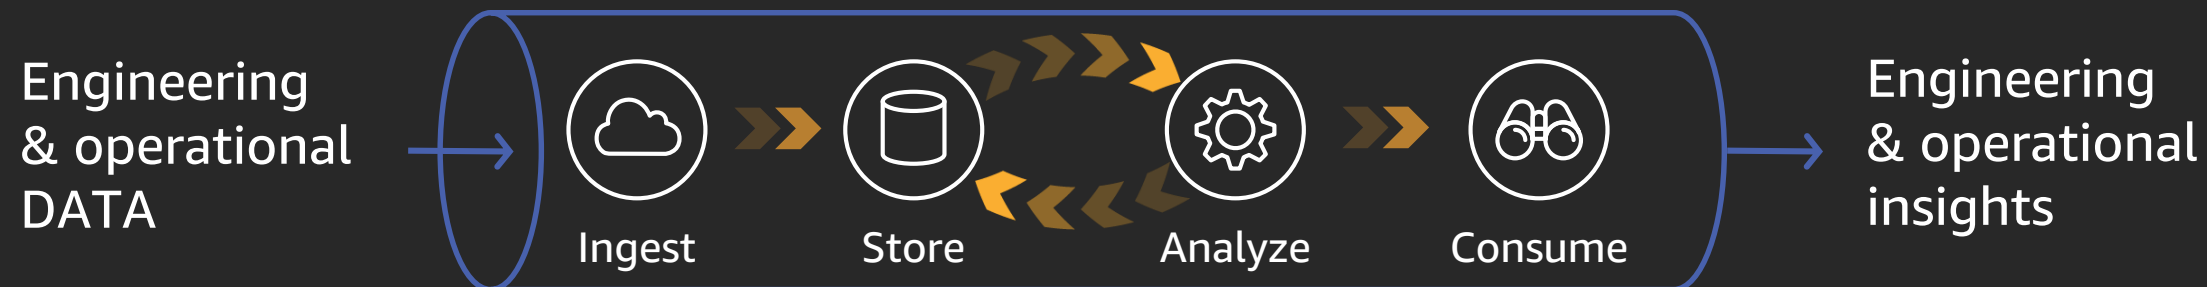 Engineering
& operational
DATA
Ingest
Store
Analyze
Consume
Engineering
& operational
insights